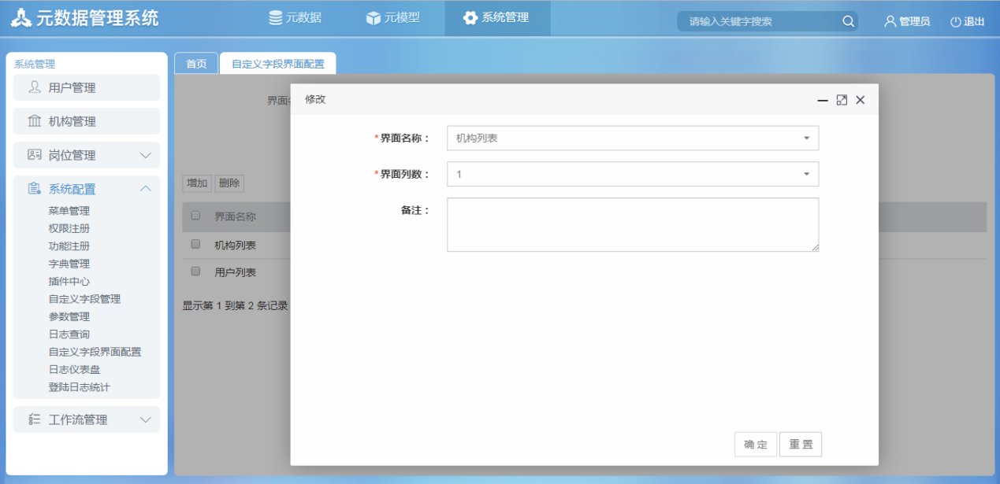 元数据管理系统
元数据
元模型
系统管理
请输入关键字搜索
管理员
退出
系统管理
用户管理
机构管理
岗位管理
系统配置
菜单管理
权限注册
功能注册
字典管理
插件中心
自定义字段管理
参数管理
日志查询
自定义字段界面配置
日志仪表盘
登陆日志统计
工作流管理
首页
自定义字段界面配置
界面
增加
删除
界面名称
机构列表
用户列表
显示第 1 到第 2 条记录
修改
*界面名称：
机构列表
*界面列数：
1
备注：
确 定
重 置